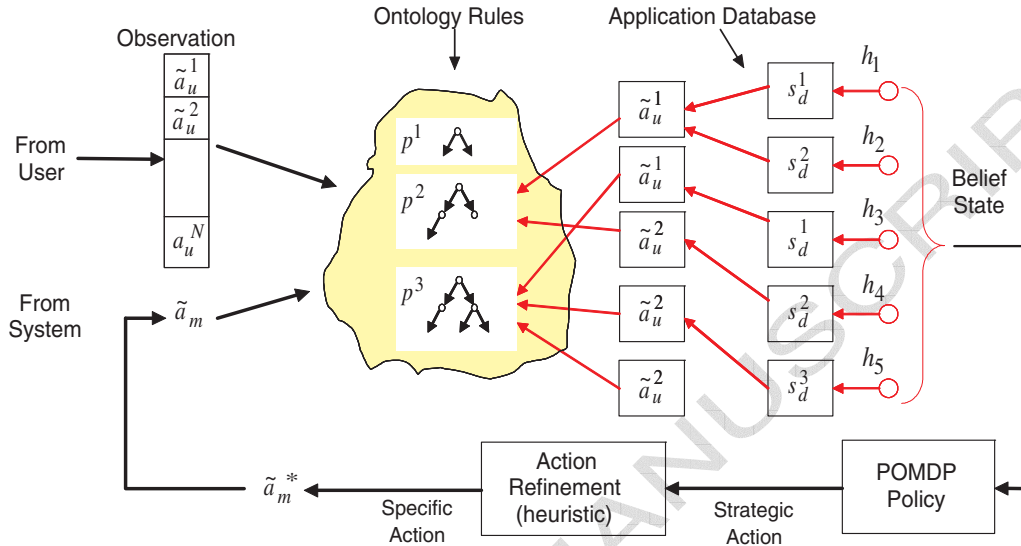 Ontology Rules
Application Database
Observation
ã_u^1
ã_u^2
a_u^N
From
User
From
System
ã_m
p^1
p^2
p^3
ã_u^1
ã_u^1
ã_u^2
ã_u^2
ã_u^2
s_d^1
s_d^2
s_d^1
s_d^2
s_d^3
h_1
h_2
h_3
h_4
h_5
Belief
State
ã_m*
Specific
Action
Action
Refinement
(heuristic)
Strategic
Action
POMDP
Policy
ANUSCRIP